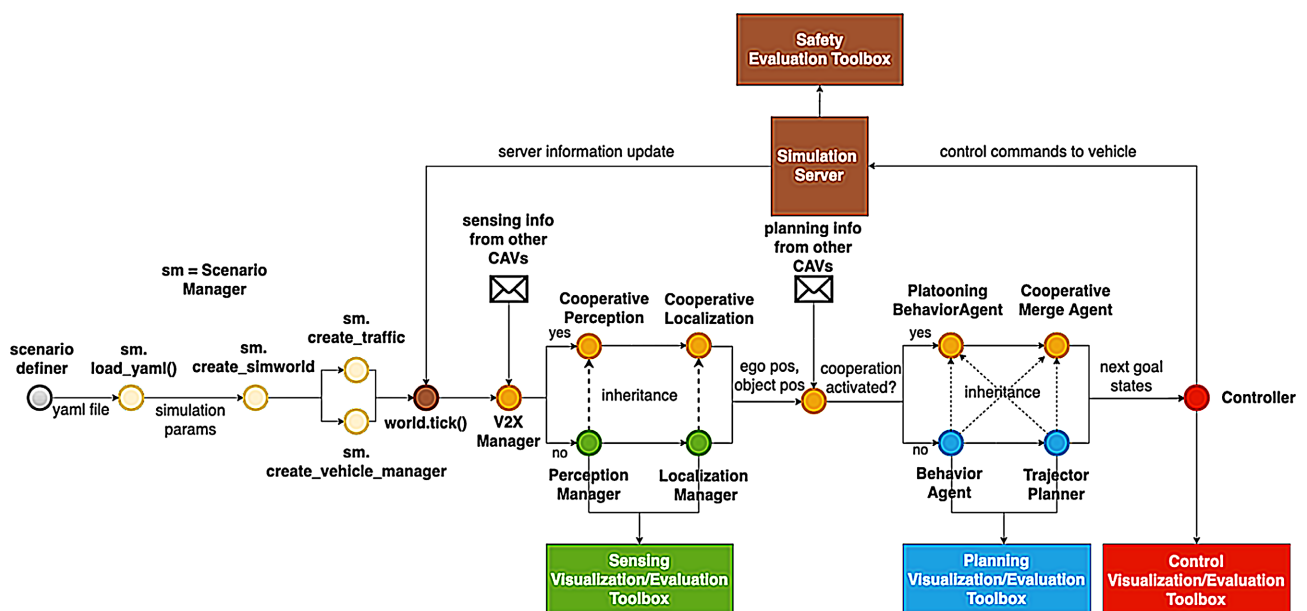 Safety
Evaluation Toolbox
server information update
Simulation
Server
control commands to vehicle
sensing info
from other
CAVs
planning info
from other
CAVs
sm = Scenario
Manager
Cooperative
Perception
Cooperative
Localization
Platooning
BehaviorAgent
Cooperative
Merge Agent
scenario
definer
sm.
load_yaml()
sm.
create_simworld
sm.
create_traffic
yes
ego pos,
object pos
cooperation
activated?
yes
next goal
states
yaml file
simulation
params
world.tick()
V2X
Manager
inheritance
inheritance
Controller
sm.
create_vehicle_manager
no
Perception
Manager
Localization
Manager
no
Behavior
Agent
Trajector
Planner
Sensing
Visualization/Evaluation
Toolbox
Planning
Visualization/Evaluation
Toolbox
Control
Visualization/Evaluation
Toolbox